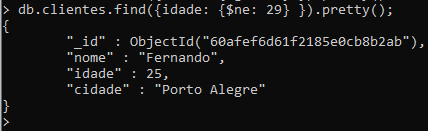 > db.clientes.find({idade: {$ne: 29} }).pretty();
{
        "_id" : ObjectId("60afef6d61f2185e0cb8b2ab"),
        "nome" : "Fernando",
        "idade" : 25,
        "cidade" : "Porto Alegre"
}
>